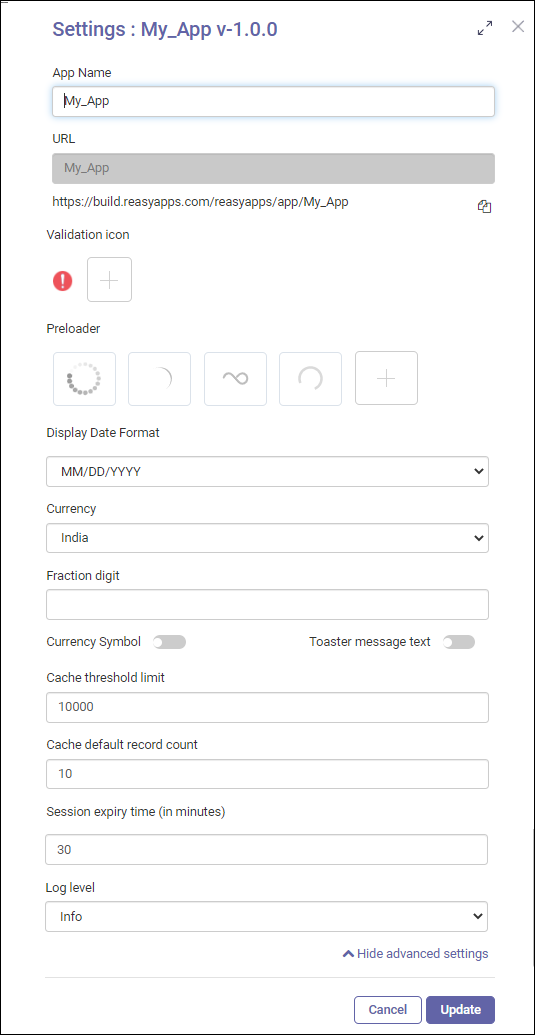 Settings : My_App v-1.0.0
App Name
My_App
URL
My_App
https://build.reasyapps.com/reasyapps/app/My_App
Validation icon
Preloader
Display Date Format
MM/DD/YYYY
Currency
India
Fraction digit
Currency Symbol Toaster message text
Cache threshold limit
10000
Cache default record count
10
Session expiry time (in minutes)
30
Log level
Info
Hide advanced settings
Cancel Update